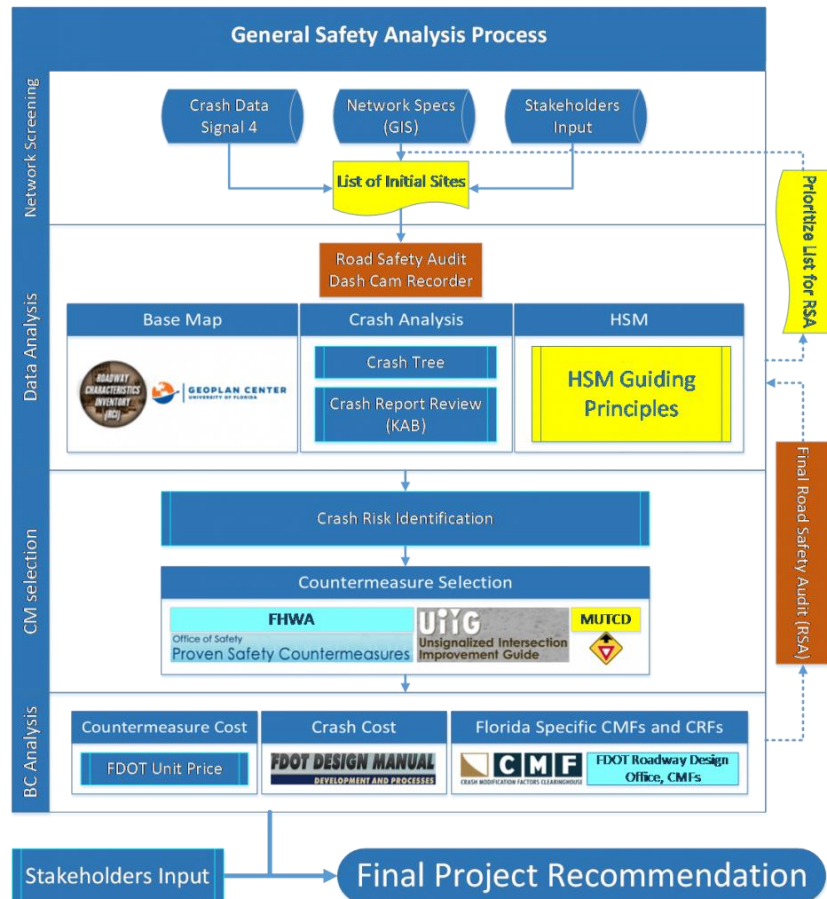 General Safety Analysis Process
Network Screening
Crash Data
Signal 4
Network Specs
(GIS)
Stakeholders
Input
List of Initial Sites
Prioritize List for RSA
Data Analysis
Road Safety Audit
Dash Cam Recorder
Base Map
ROADWAY
CHARACTERISTICS
INVENTORY
(RCI)
GEOPLAN CENTER
UNIVERSITY OF FLORIDA
Crash Analysis
Crash Tree
Crash Report Review
(KAB)
HSM
HSM Guiding
Principles
Final Road Safety Audit (RSA)
CM selection
Crash Risk Identification
Countermeasure Selection
FHWA
Office of Safety
Proven Safety Countermeasures
UIIG
Unsignalized Intersection
Improvement Guide
MUTCD
BC Analysis
Countermeasure Cost
FDOT Unit Price
Crash Cost
FDOT DESIGN MANUAL
DEVELOPMENT AND PROCESSES
Florida Specific CMFs and CRFs
CMF
CRASH MODIFICATION FACTORS CLEARINGHOUSE
FDOT Roadway Design
Office, CMFs
Stakeholders Input
Final Project Recommendation